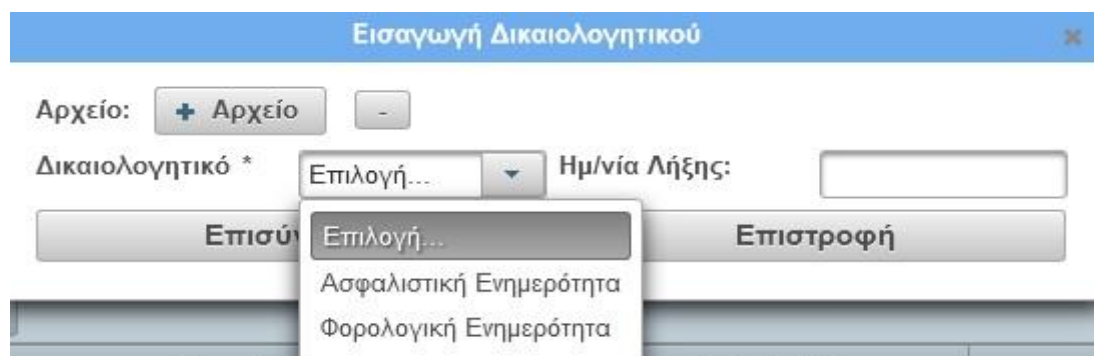 Εισαγωγή Δικαιολογητικού
Αρχείο: + Αρχείο -
Δικαιολογητικό * Επιλογή... Ημ/νία Λήξης:
Επιστροφή
Επιλογή...
Ασφαλιστική Ενημερότητα
Φορολογική Ενημερότητα